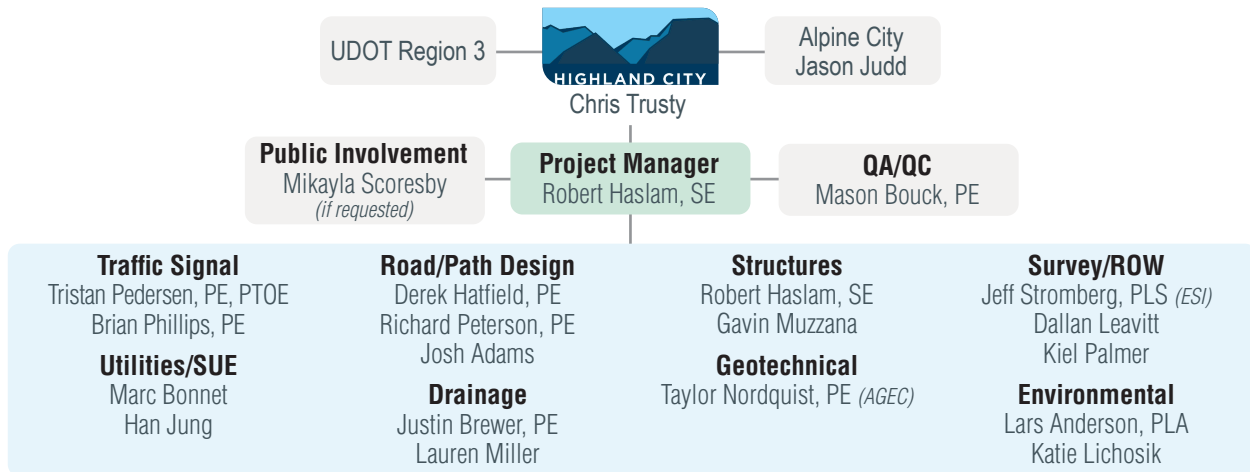 UDOT Region 3
HIGHLAND CITY
Chris Trusty
Alpine City
Jason Judd
Public Involvement
Mikayla Scoresby
(if requested)
Project Manager
Robert Haslam, SE
QA/QC
Mason Bouck, PE
Traffic Signal
Tristan Pedersen, PE, PTOE
Brian Phillips, PE
Utilities/SUE
Marc Bonnet
Han Jung
Road/Path Design
Derek Hatfield, PE
Richard Peterson, PE
Josh Adams
Drainage
Justin Brewer, PE
Lauren Miller
Structures
Robert Haslam, SE
Gavin Muzzana
Geotechnical
Taylor Nordquist, PE (AGEC)
Survey/ROW
Jeff Stromberg, PLS (ESI)
Dallan Leavitt
Kiel Palmer
Environmental
Lars Anderson, PLA
Katie Lichosik